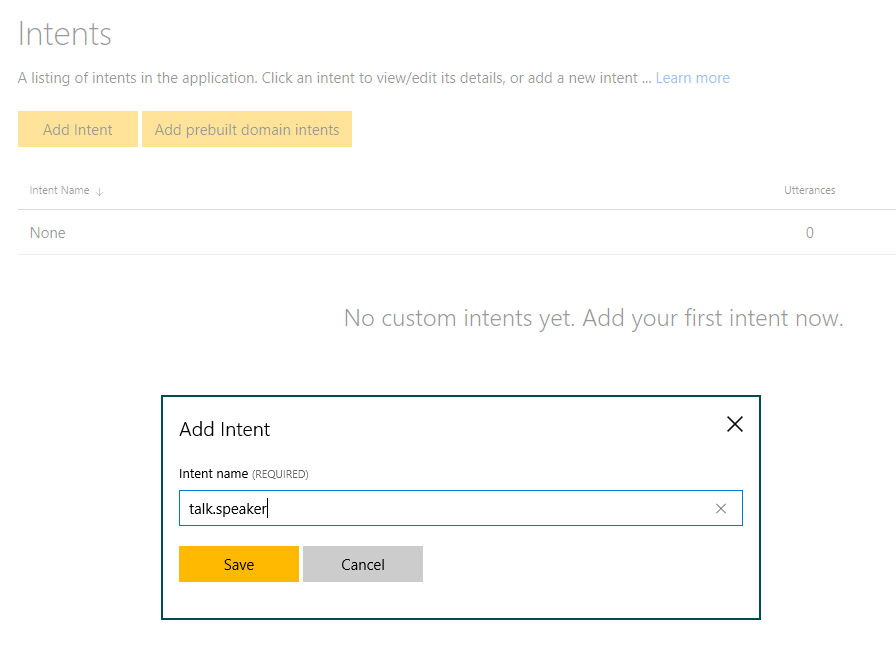 Intents
A listing of intents in the application. Click an intent to view/edit its details, or add a new intent ... Learn more
Add Intent Add prebuilt domain intents
Intent Name ↓ Utterances
None 0
No custom intents yet. Add your first intent now.
Add Intent
Intent name (REQUIRED)
talk.speaker
Save Cancel